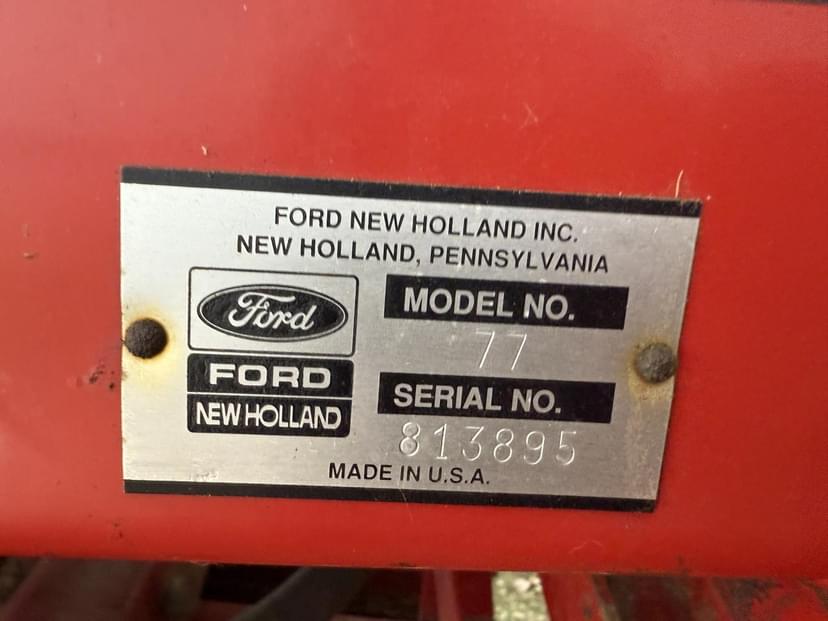 FORD NEW HOLLAND INC.
NEW HOLLAND, PENNSYLVANIA
Ford
FORD
NEW HOLLAND
MODEL NO.
77
SERIAL NO.
813895
MADE IN U.S.A.